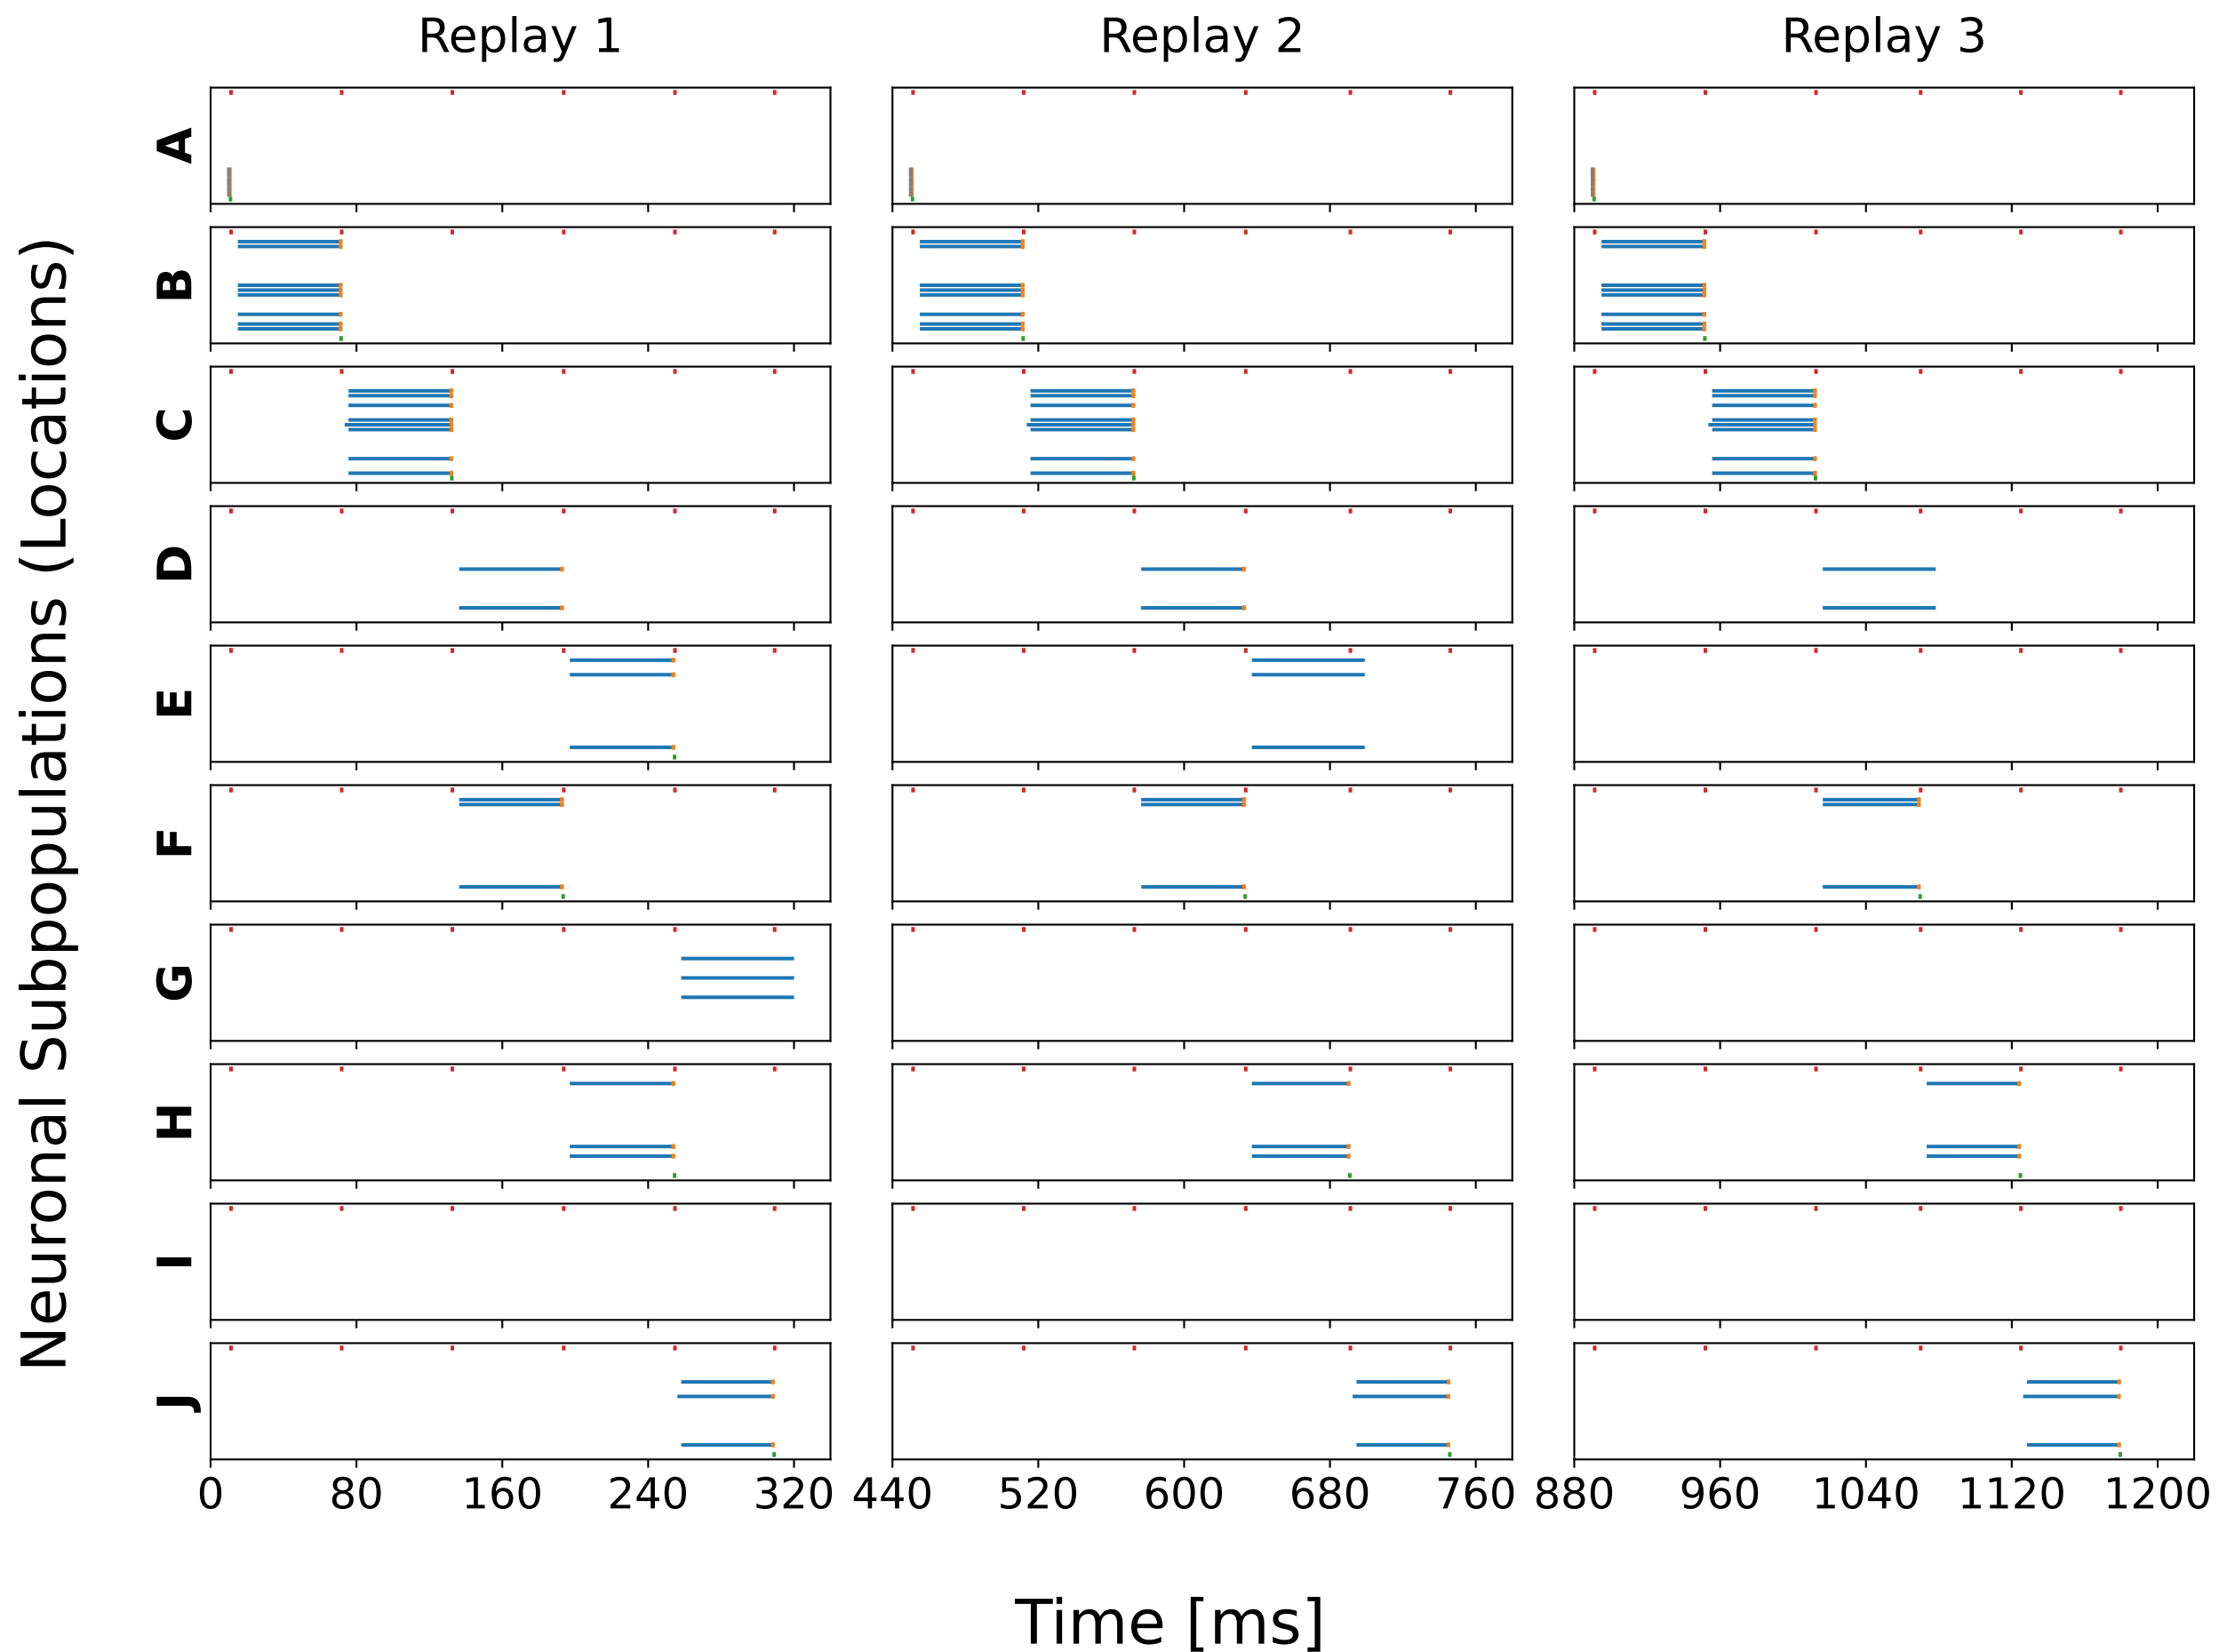 Replay 1
Replay 2
Replay 3
Neuronal Subpopulations (Locations)
A
B
C
D
E
F
G
H
I
J
0 80 160 240 320
440 520 600 680 760
880 960 1040 1120 1200
Time [ms]